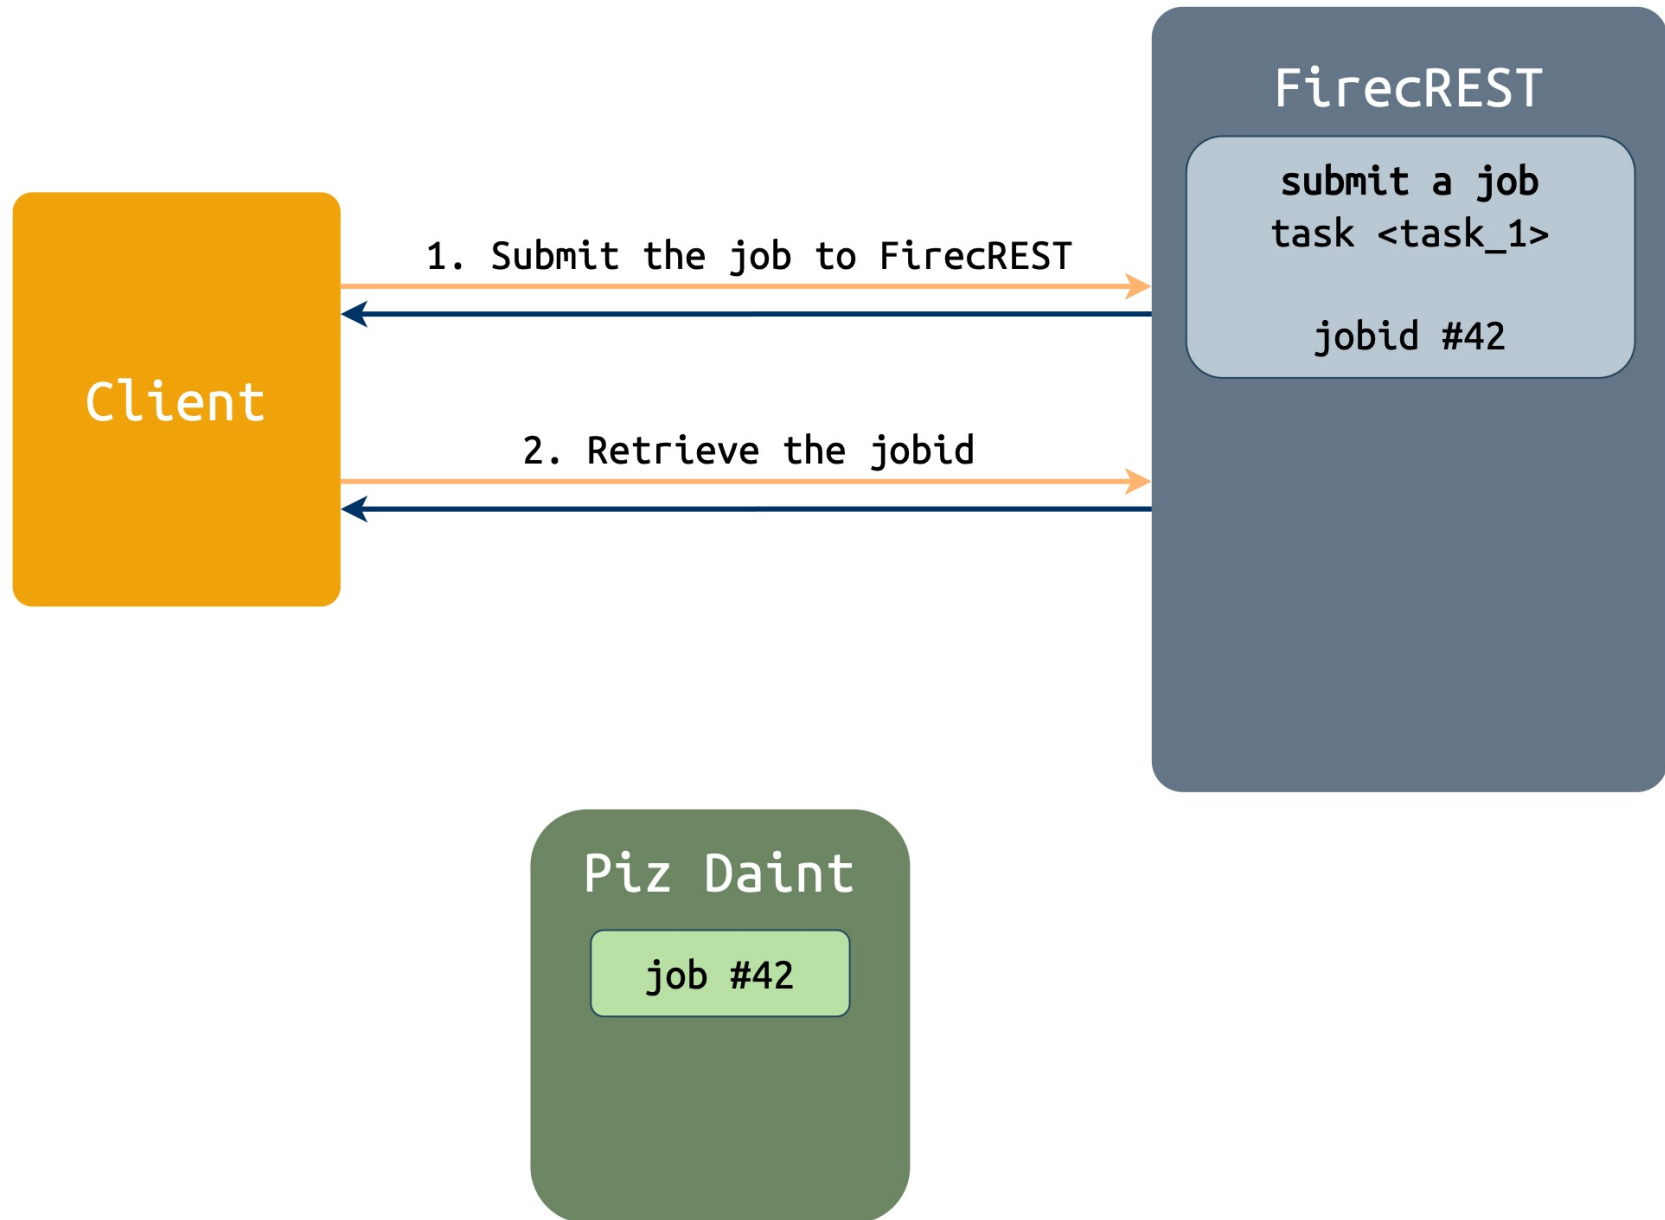 FirecREST
submit a job
task <task_1>
jobid #42
1. Submit the job to FirecREST
Client
2. Retrieve the jobid
Piz Daint
job #42